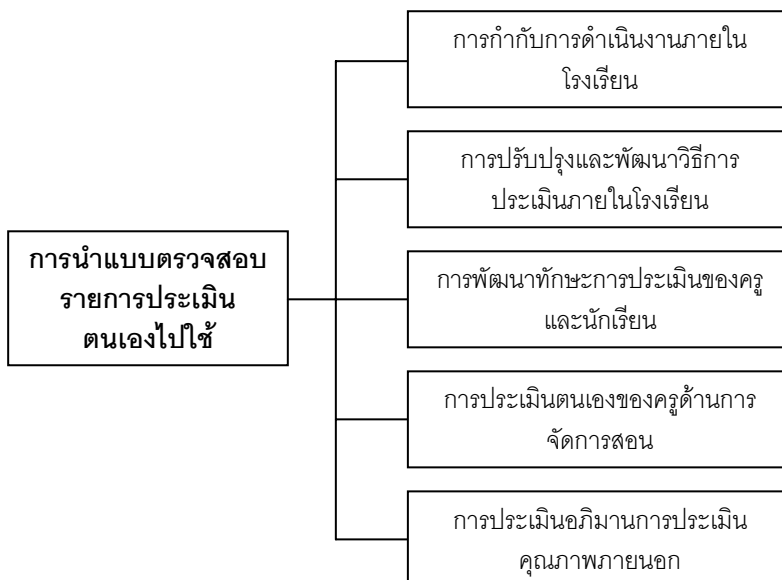 การกำกับการดำเนินงานภายใน
โรงเรียน
การปรับปรุงและพัฒนาวิธีการ
ประเมินภายในโรงเรียน
การนำแบบตรวจสอบ
รายการประเมิน
ตนเองไปใช้
การพัฒนาทักษะการประเมินของครู
และนักเรียน
การประเมินตนเองของครูด้านการ
จัดการสอน
การประเมินอภิมานการประเมิน
คุณภาพภายนอก